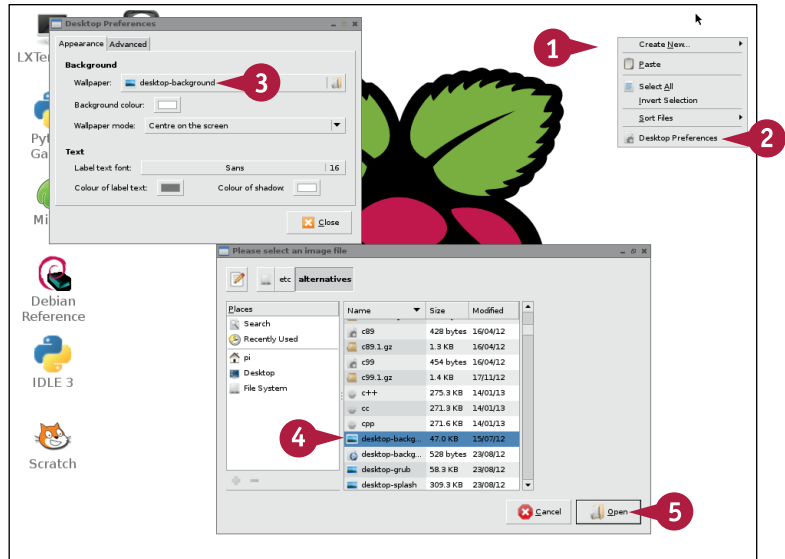 LXTer
Pyt
Ga
Mi
Debian
Reference
IDLE 3
Scratch
Desktop Preferences
Appearance Advanced
Background
Wallpaper: desktop-background
Background colour:
Wallpaper mode: Centre on the screen
Text
Label text font: Sans 16
Colour of label text: Colour of shadow:
Close
3
1
Create New...
Paste
Select All
Invert Selection
Sort Files
Desktop Preferences
2
Please select an image file
etc alternatives
Places
Search
Recently Used
pi
Desktop
File System
Name Size Modified
c89 428 bytes 16/04/12
c89.1.gz 1.3 KB 16/04/12
c99 454 bytes 16/04/12
c99.1.gz 1.4 KB 17/11/12
c++ 275.3 KB 14/01/13
cc 271.3 KB 14/01/13
cpp 271.6 KB 14/01/13
desktop-backg... 47.0 KB 15/07/12
desktop-backg... 528 bytes 23/08/12
desktop-grub 58.3 KB 23/08/12
desktop-splash 309.3 KB 23/08/12
4
Cancel Open
5